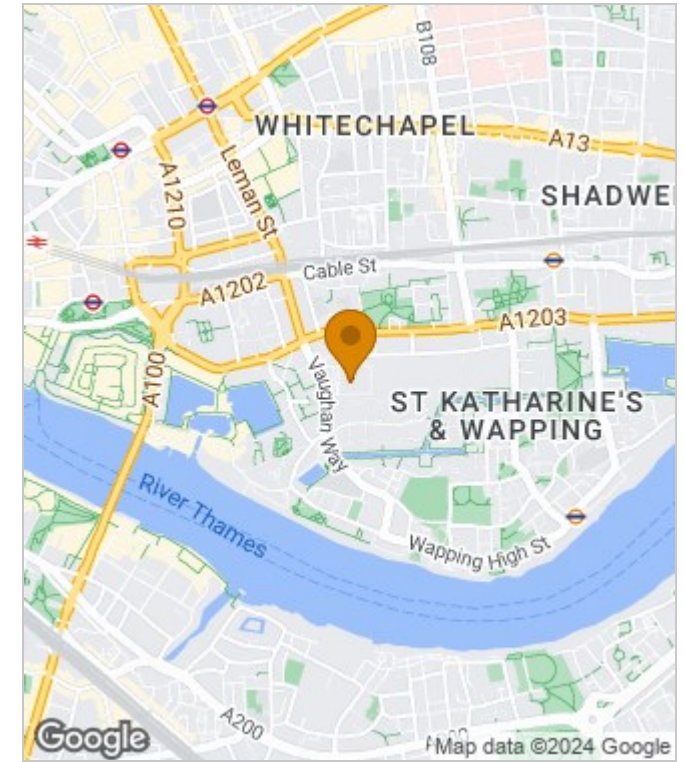 B108
WHITECHAPEL
A13
Leman St
A1210
SHADWE
Cable St
A1202
A1203
A100
Vaughan Way
ST KATHARINE'S
& WAPPING
River Thames
Wapping High St
A200
Google
Map data ©2024 Google